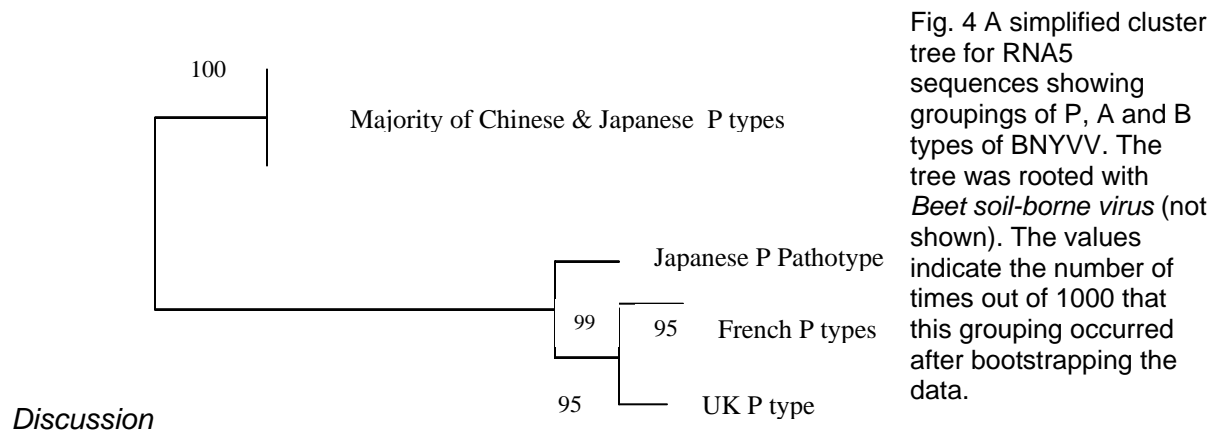 100
Majority of Chinese & Japanese P types
Japanese P Pathotype
99
95
French P types
95
UK P type
Fig. 4 A simplified cluster
tree for RNA5
sequences showing
groupings of P, A and B
types of BNYVV. The
tree was rooted with
Beet soil-borne virus (not
shown). The values
indicate the number of
times out of 1000 that
this grouping occurred
after bootstrapping the
data.
Discussion